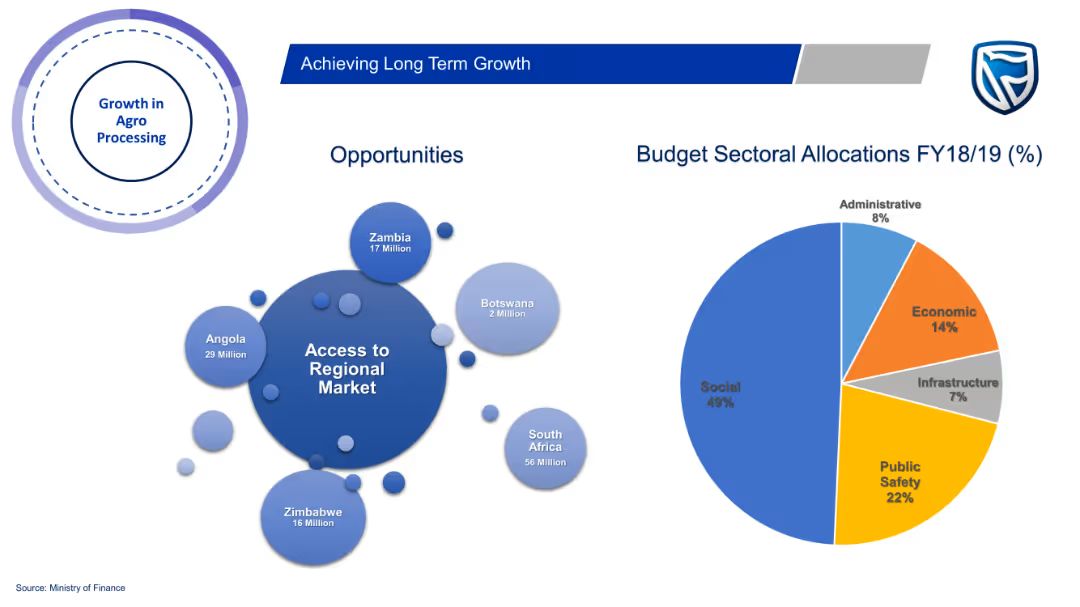 Achieving Long Term Growth
Growth in
Agro
Processing
Opportunities
Zambia
17 Million
Botswana
2 Million
Angola
29 Million
Access to
Regional
Market
South
Africa
56 Million
Zimbabwe
16 Million
Budget Sectoral Allocations FY18/19 (%)
Administrative
8%
Economic
14%
Infrastructure
7%
Social
49%
Public
Safety
22%
Source: Ministry of Finance